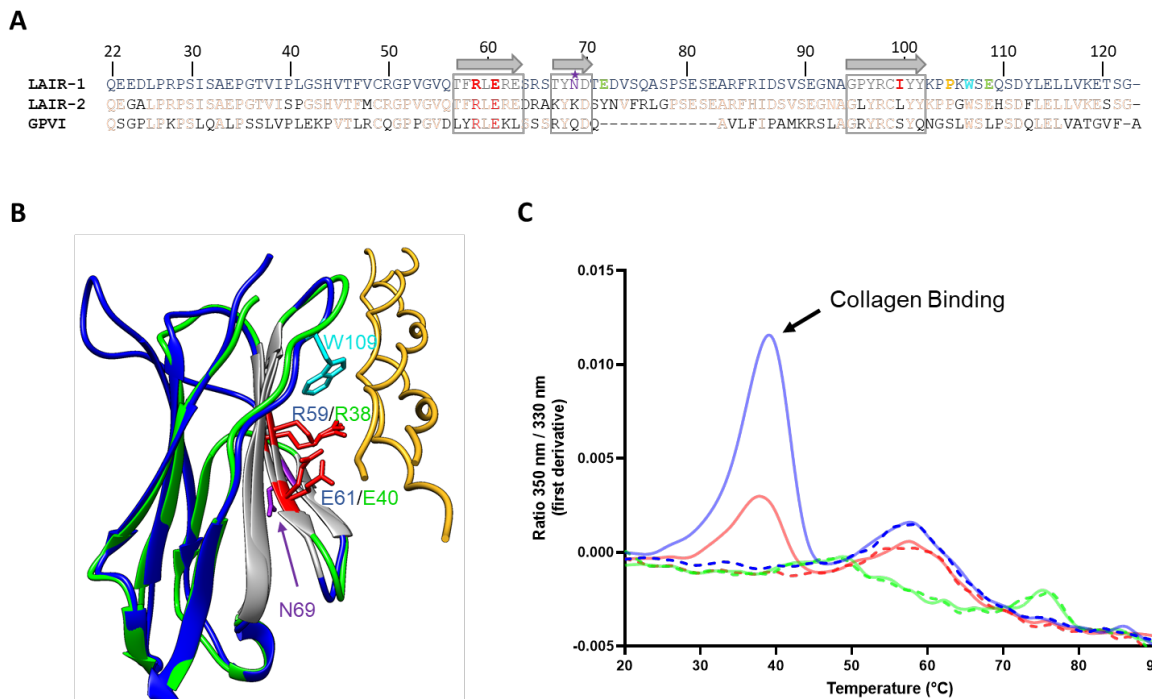 A
22 30 40 50 60 70 80 90 100 110 120
★
LAIR-1 QEEDLPRPSISAEPGTVIPLGSHVTFVCRGPVGVQTFRLERESRSTYNDTEDVSQASPSESEARFRIDSVSEGNAGPYRCIYYKPPKWSEQSDYLELLVKETSG-
LAIR-2 QEGALPRPSISAEPGTVISPGSHVTFMCRGPVGVQTFRLEREDRAKYKDSYNVFRLGPSESEARFHIDSVSEGNAGLYRCLYYKPPGWSEHSDFLELLVKESSG-
GPVI QSGPLPKPSLQALPSSLVPLEKPVTLRCQGPPGVDLYRLEKLSSSRYQDQ------------AVLFIPAMKRSLAGRYRCSYQNGSLWSLPSDQLELVATGVF-A
B
W109
R59/R38
E61/E40
N69
C
Collagen Binding
0.015
0.010
0.005
0.000
-0.005
Ratio 350 nm / 330 nm
(first derivative)
20 30 40 50 60 70 80 90
Temperature (°C)